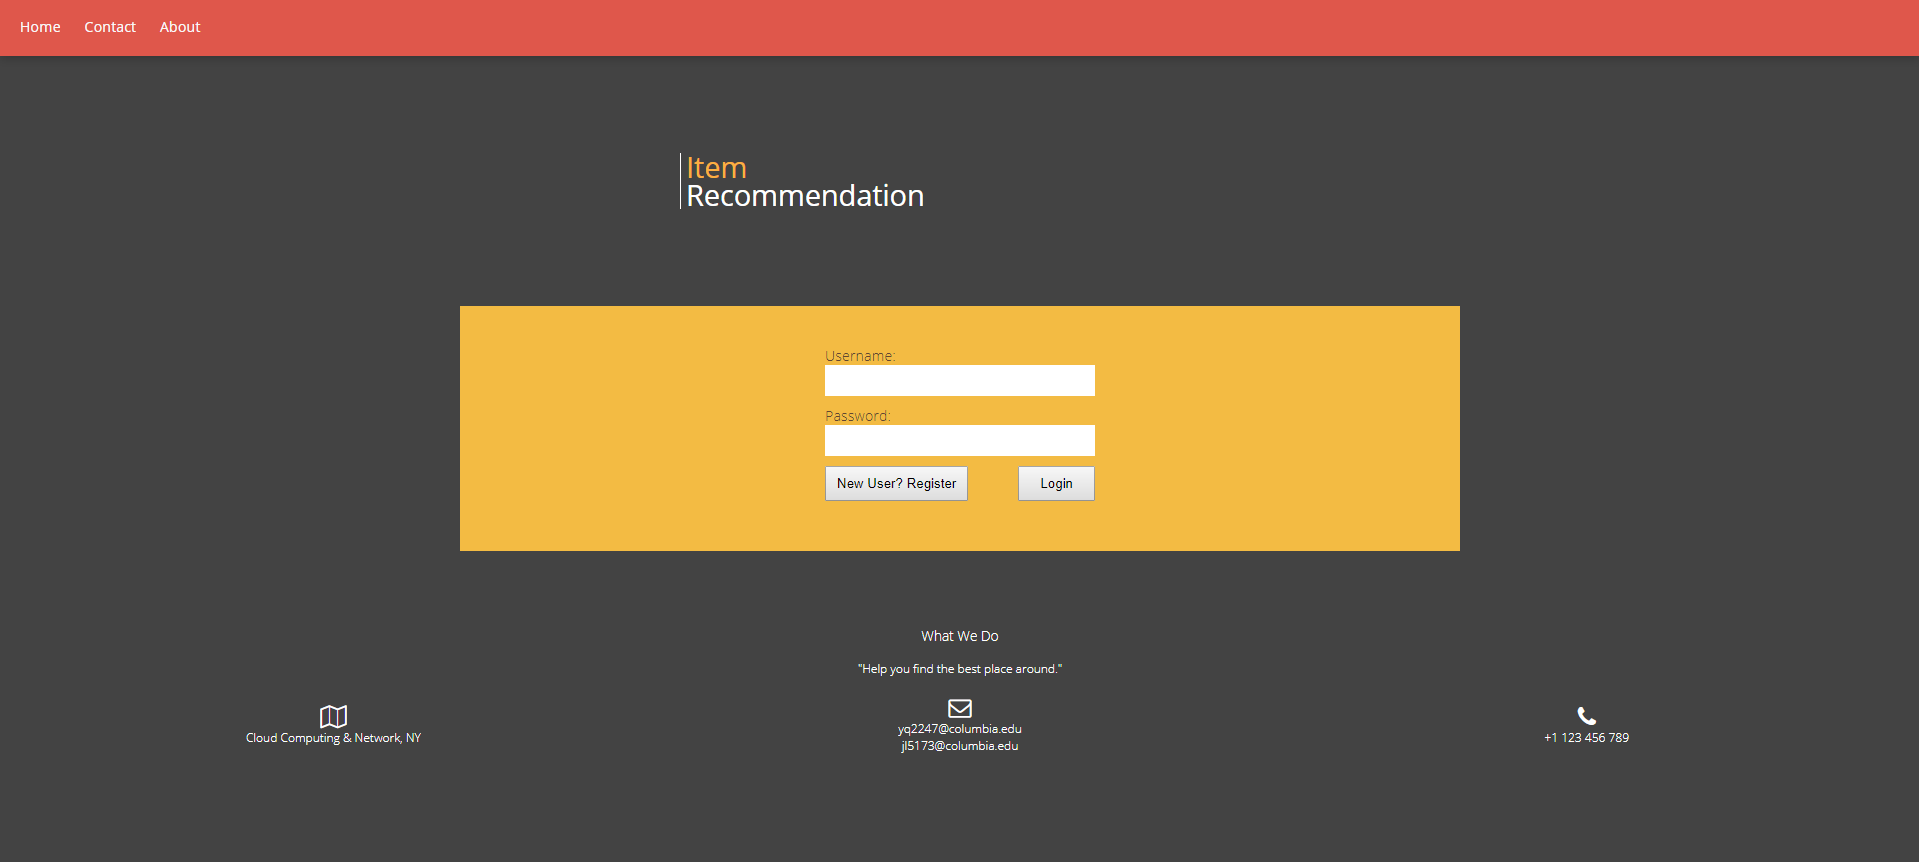 Home Contact About
Item
Recommendation
Username:
Password:
New User? Register Login
What We Do
"Help you find the best place around."
Cloud Computing & Network, NY
yq2247@columbia.edu
jl5173@columbia.edu
+1 123 456 789